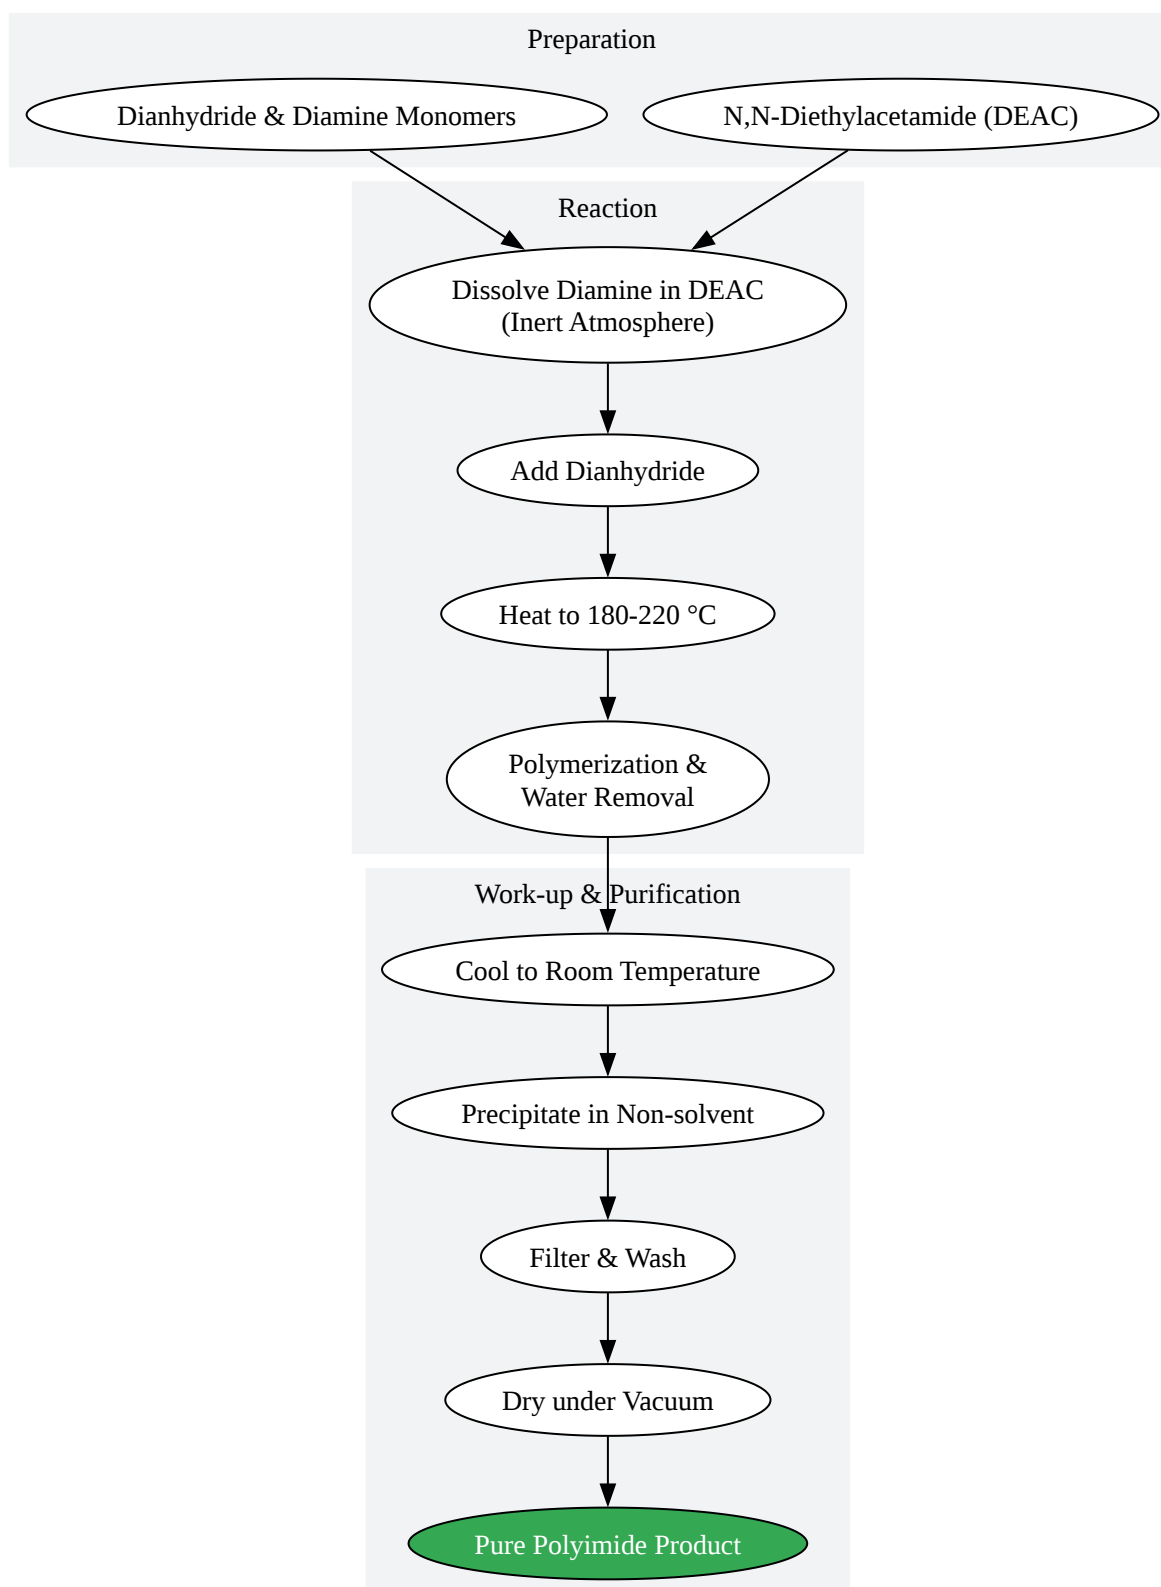 Preparation
Dianhydride & Diamine Monomers
N,N-Diethylacetamide (DEAC)
Reaction
Dissolve Diamine in DEAC
(Inert Atmosphere)
Add Dianhydride
Heat to 180-220 °C
Polymerization &
Water Removal
Work-up & Purification
Cool to Room Temperature
Precipitate in Non-solvent
Filter & Wash
Dry under Vacuum
Pure Polyimide Product